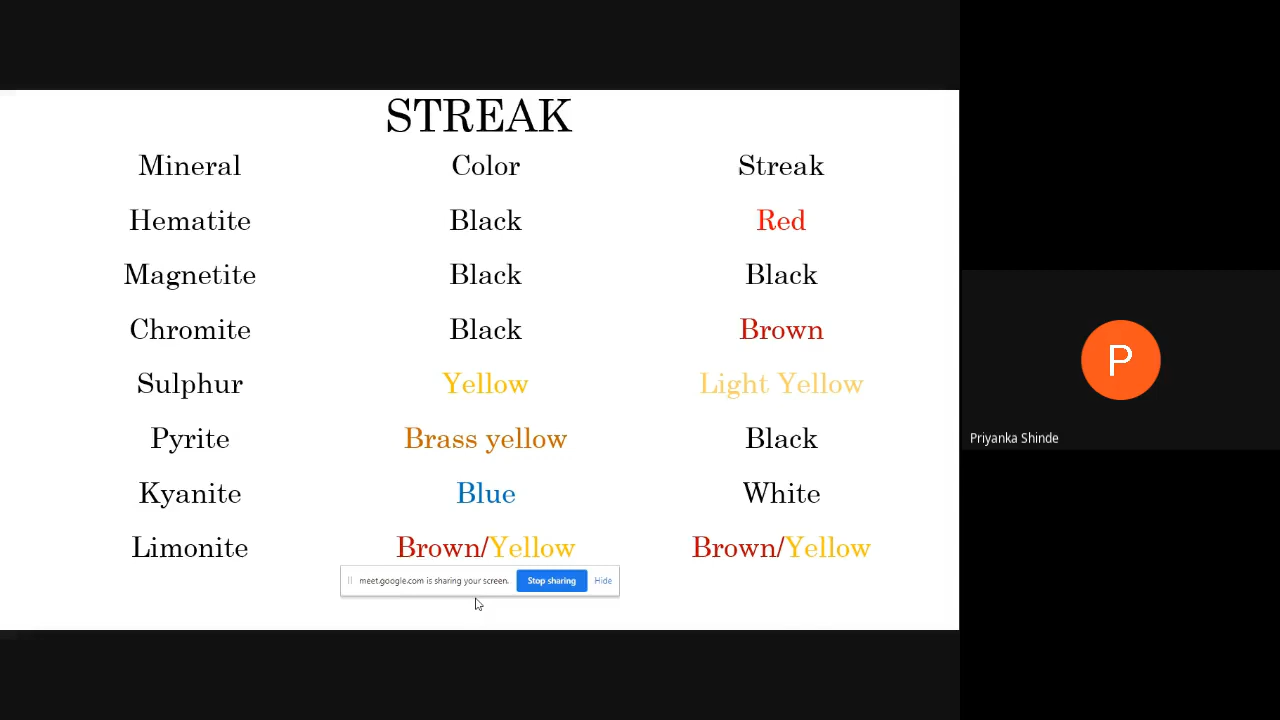 STREAK
Mineral Color Streak
Hematite Black Red
Magnetite Black Black
Chromite Black Brown
Sulphur Yellow Light Yellow
Pyrite Brass yellow Black
Kyanite Blue White
Limonite Brown/Yellow Brown/Yellow
meet.google.com is sharing your screen. Stop sharing Hide
P
Priyanka Shinde